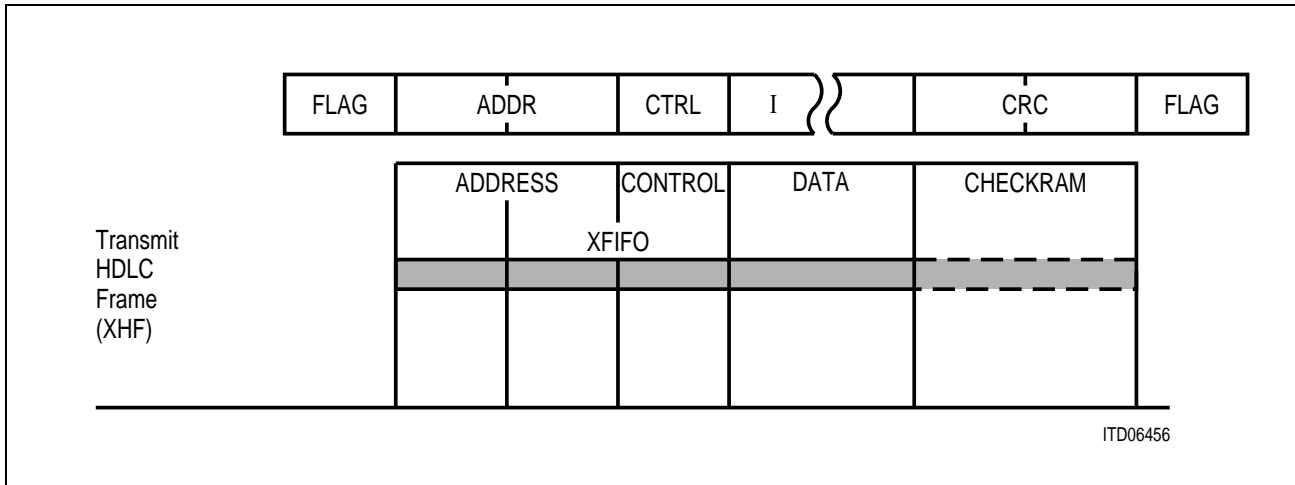 FLAG ADDR CTRL I CRC FLAG
ADDRESS CONTROL DATA CHECKRAM
XFIFO
Transmit
HDLC
Frame
(XHF)
ITD06456